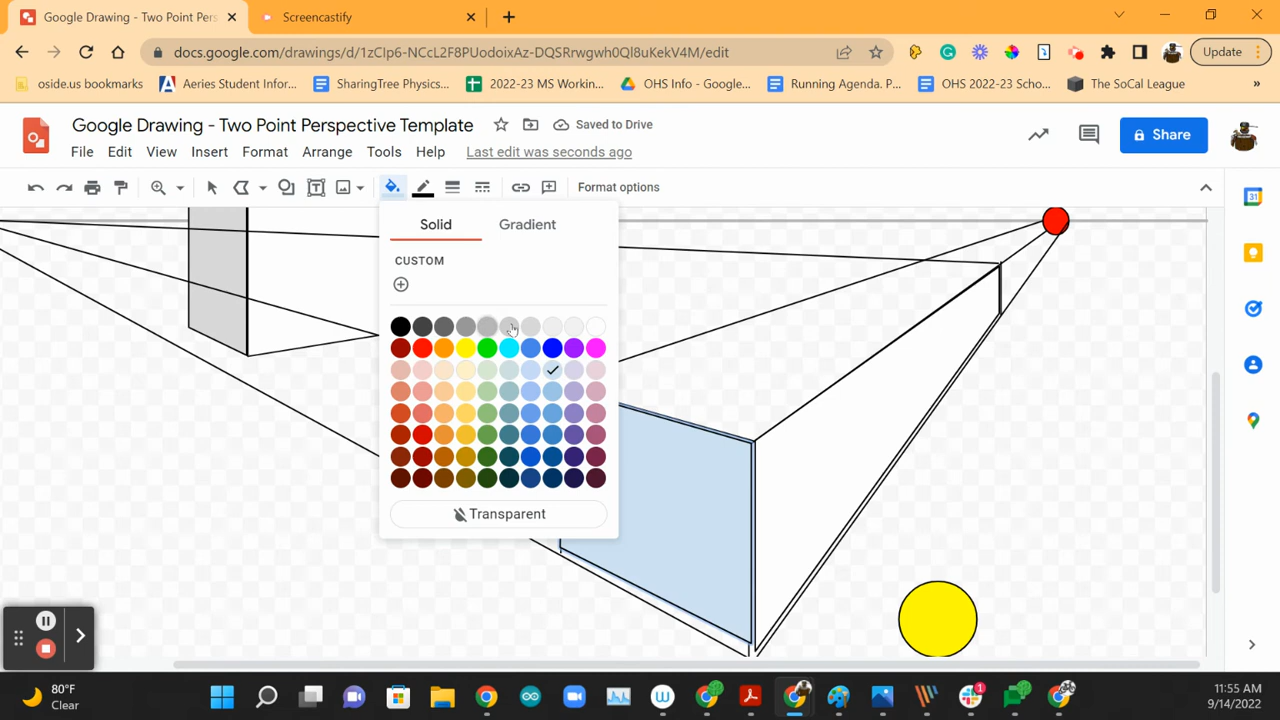 Google Drawing - Two Point Pers
Screencastify
docs.google.com/drawings/d/1zCIp6-NCcL2F8PUodoixAz-DQSRrwgwh0Ql8uKekV4M/edit
Update
oside.us bookmarks
Aeries Student Infor...
SharingTree Physics...
2022-23 MS Workin...
OHS Info - Google...
Running Agenda. P...
OHS 2022-23 Scho...
The SoCal League
»
Google Drawing - Two Point Perspective Template
Saved to Drive
Share
File Edit View Insert Format Arrange Tools Help Last edit was seconds ago
Format options
Solid
Gradient
CUSTOM
Transparent
31
80°F
Clear
1
11:55 AM
9/14/2022